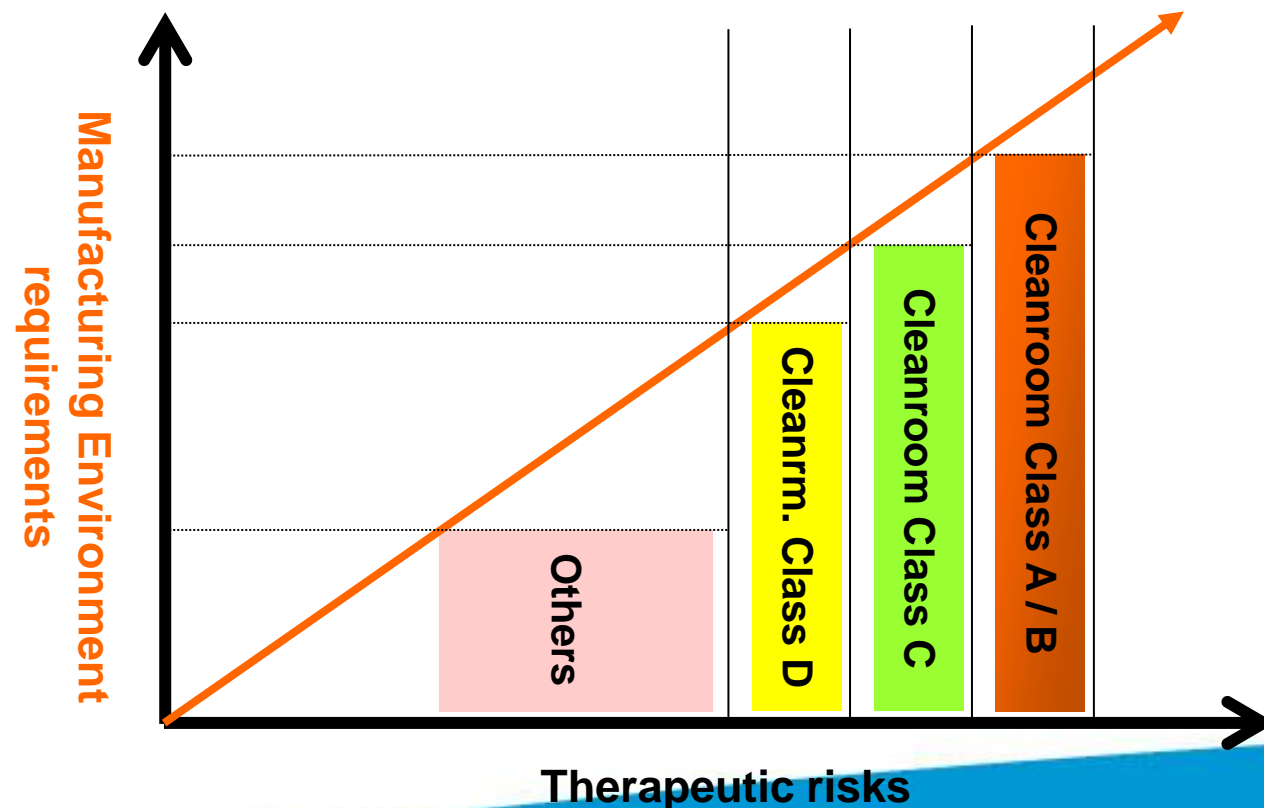 Manufacturing Environment
requirements
Others
Cleanrm. Class D
Cleanroom Class C
Cleanroom Class A / B
Therapeutic risks